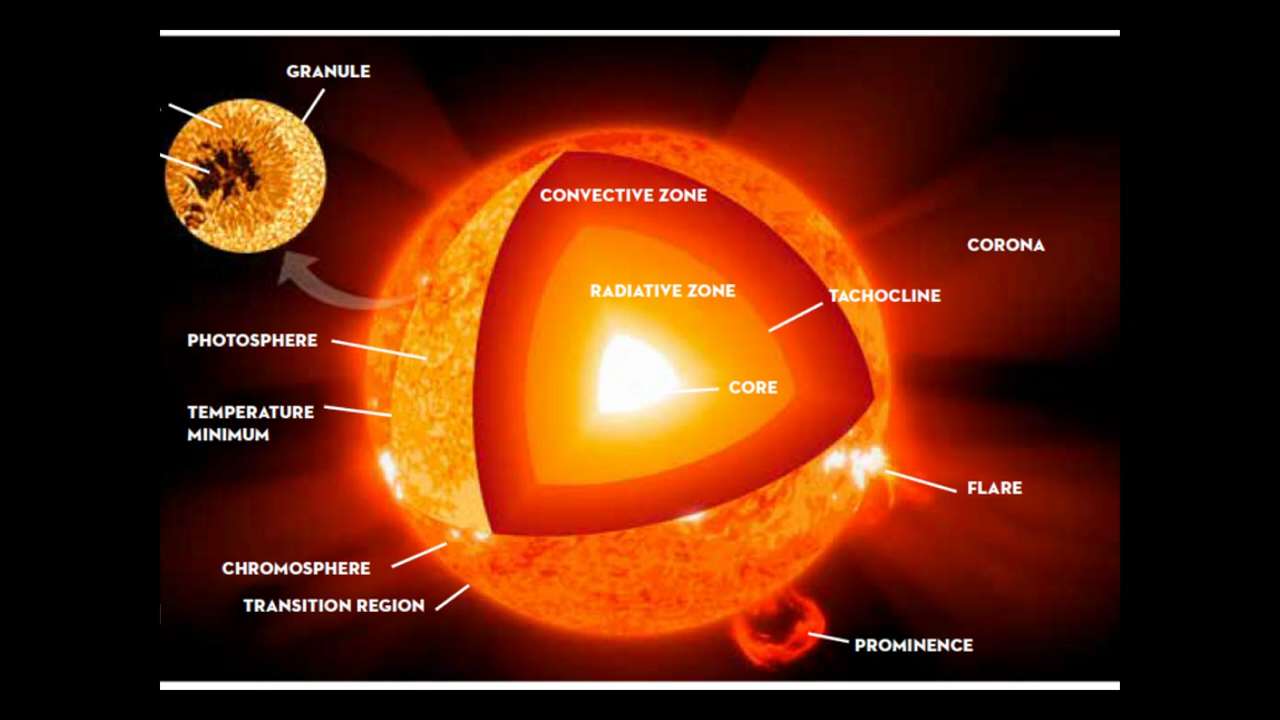 GRANULE
CONVECTIVE ZONE
CORONA
RADIATIVE ZONE
TACHOCLINE
PHOTOSPHERE
CORE
TEMPERATURE
MINIMUM
FLARE
CHROMOSPHERE
TRANSITION REGION
PROMINENCE